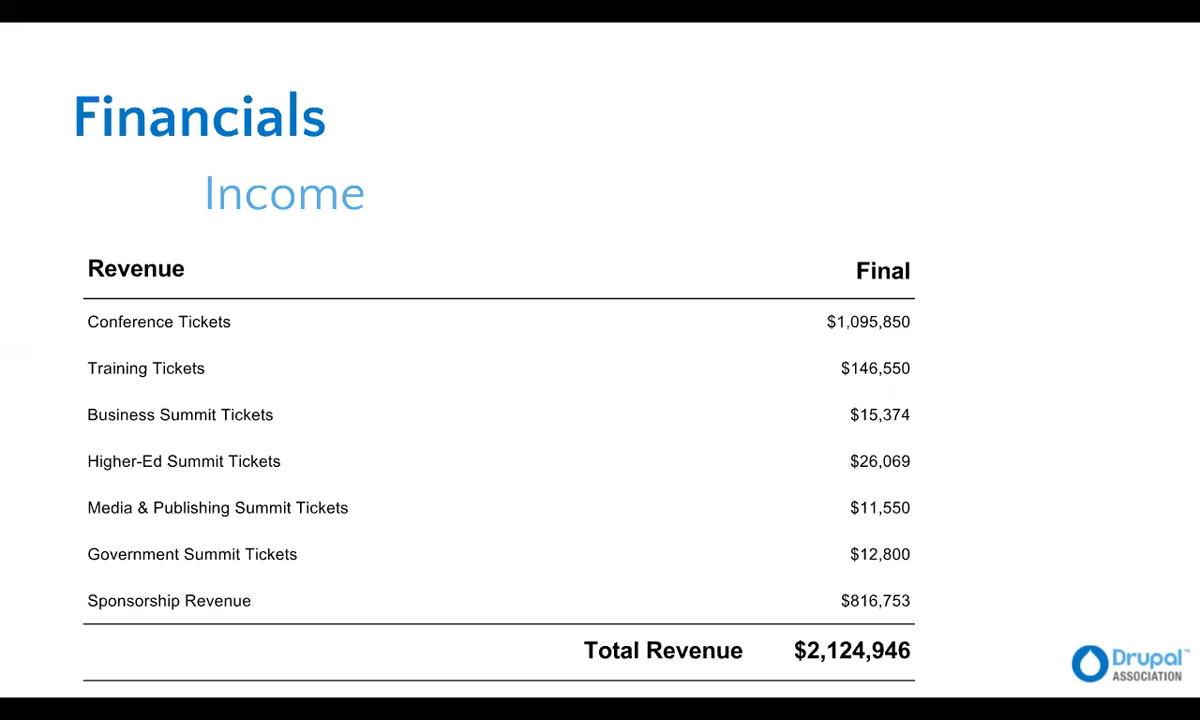 Financials
Income
Revenue Final
Conference Tickets $1,095,850
Training Tickets $146,550
Business Summit Tickets $15,374
Higher-Ed Summit Tickets $26,069
Media & Publishing Summit Tickets $11,550
Government Summit Tickets $12,800
Sponsorship Revenue $816,753
Total Revenue $2,124,946
Drupal™
ASSOCIATION